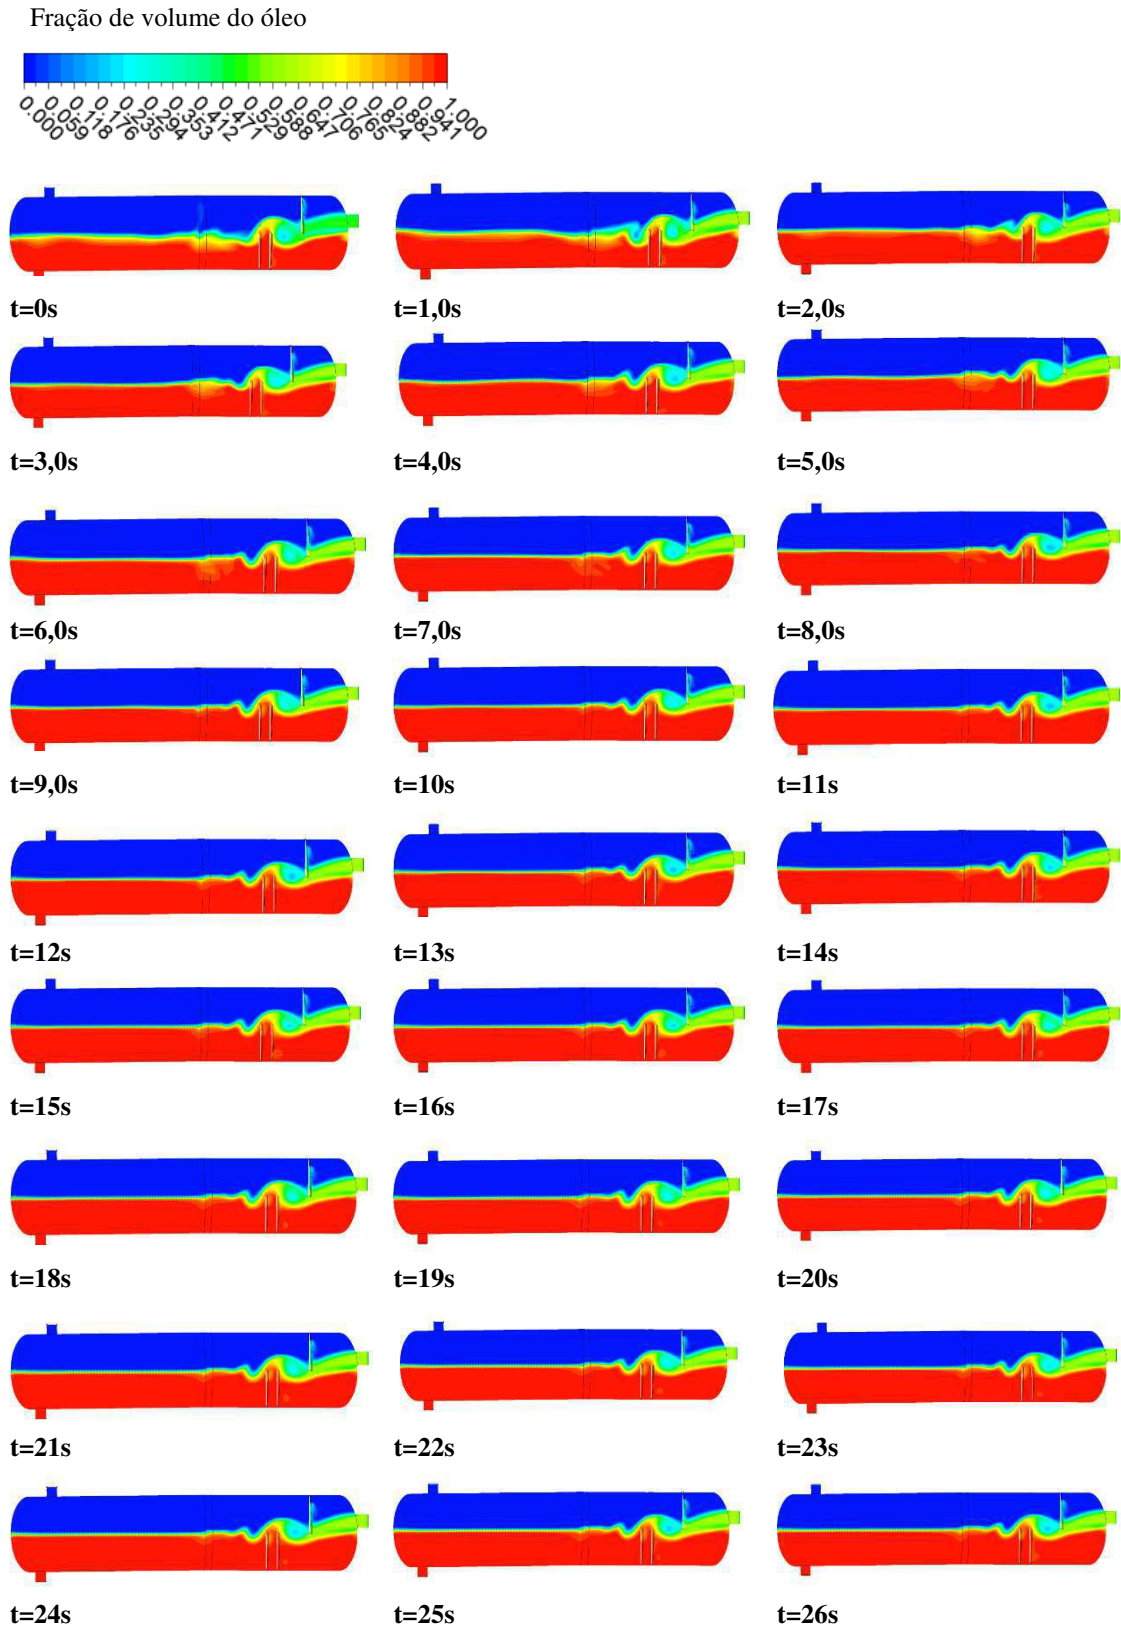 Fração de volume do óleo
0.000 0.059 0.118 0.176 0.235 0.294 0.353 0.412 0.471 0.529 0.588 0.647 0.706 0.765 0.824 0.882 0.941 1.000
t=0s t=1,0s t=2,0s
t=3,0s t=4,0s t=5,0s
t=6,0s t=7,0s t=8,0s
t=9,0s t=10s t=11s
t=12s t=13s t=14s
t=15s t=16s t=17s
t=18s t=19s t=20s
t=21s t=22s t=23s
t=24s t=25s t=26s